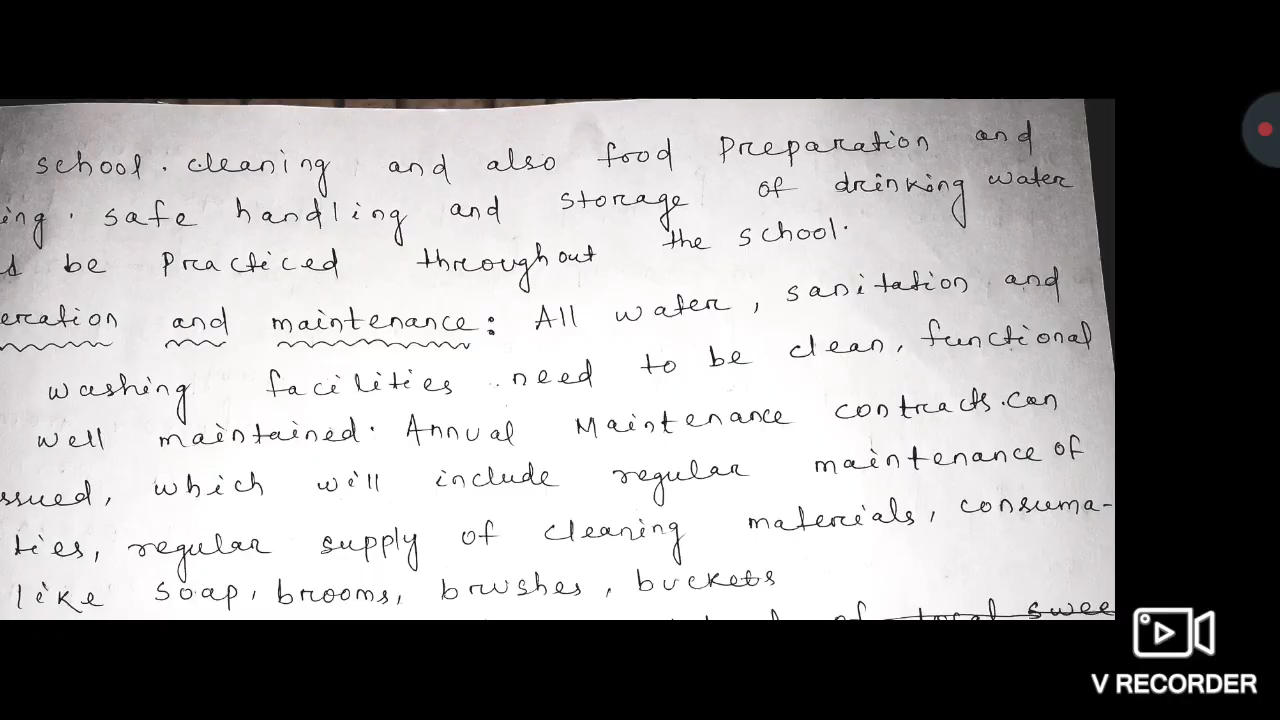 school. cleaning and also food Preparation and
ing. safe handling and storage of drinking water
be Practiced throughout the school.
eration and maintenance: All water, sanitation and
washing facilities need to be clean, functional
well maintained. Annual Maintenance contracts. can
ssued, which will include regular maintenance of
ties, regular supply of cleaning materials, consuma-
like soap, brooms, brushes, buckets
of total swee
V RECORDER